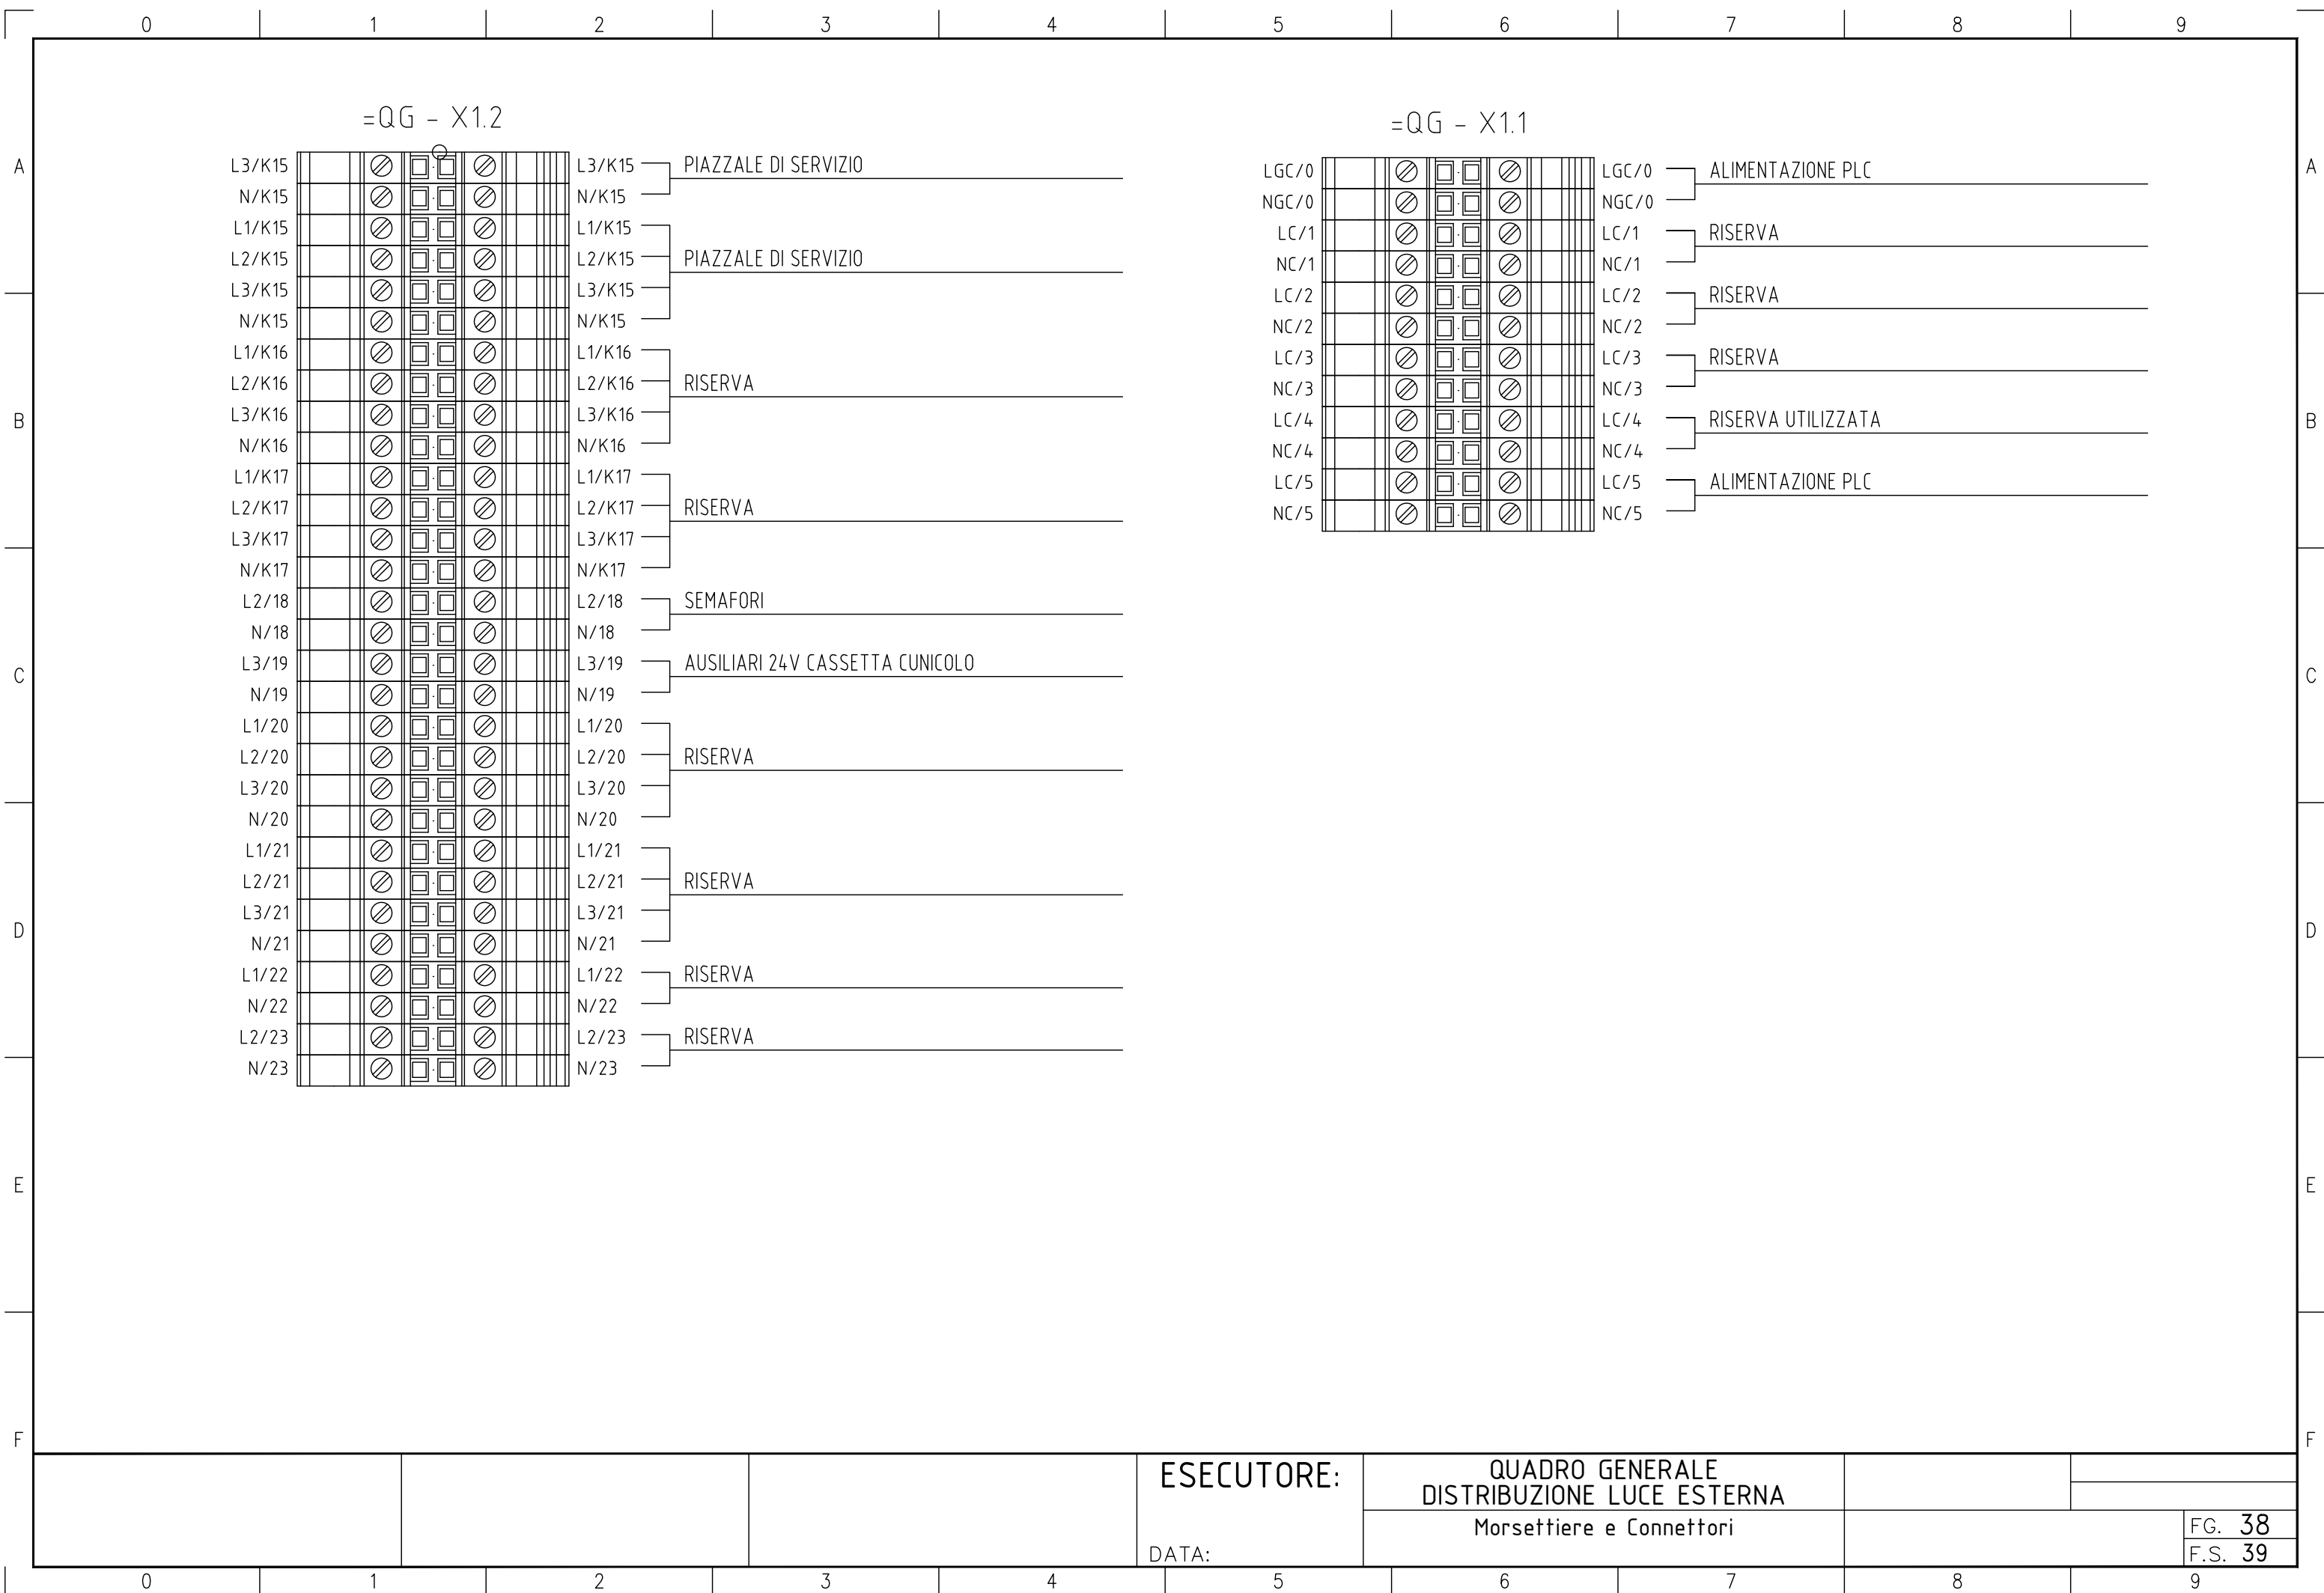 0 1 2 3 4 5 6 7 8 9
=QG - X1.2
A
L3/K15 L3/K15 PIAZZALE DI SERVIZIO
N/K15 N/K15
L1/K15 L1/K15
L2/K15 L2/K15 PIAZZALE DI SERVIZIO
L3/K15 L3/K15
N/K15 N/K15
L1/K16 L1/K16
L2/K16 L2/K16 RISERVA
B
L3/K16 L3/K16
N/K16 N/K16
L1/K17 L1/K17
L2/K17 L2/K17 RISERVA
L3/K17 L3/K17
N/K17 N/K17
L2/18 L2/18 SEMAFORI
N/18 N/18
C
L3/19 L3/19 AUSILIARI 24V CASSETTA CUNICOLO
N/19 N/19
L1/20 L1/20
L2/20 L2/20 RISERVA
L3/20 L3/20
N/20 N/20
L1/21 L1/21
L2/21 L2/21 RISERVA
L3/21 L3/21
D
N/21 N/21
L1/22 L1/22 RISERVA
N/22 N/22
L2/23 L2/23 RISERVA
N/23 N/23
E
F
=QG - X1.1
A
LGC/0 LGC/0 ALIMENTAZIONE PLC
NGC/0 NGC/0
LC/1 LC/1 RISERVA
NC/1 NC/1
LC/2 LC/2 RISERVA
NC/2 NC/2
LC/3 LC/3 RISERVA
NC/3 NC/3
B
LC/4 LC/4 RISERVA UTILIZZATA
NC/4 NC/4
LC/5 LC/5 ALIMENTAZIONE PLC
NC/5 NC/5
C
D
E
F
ESECUTORE:
DATA:
QUADRO GENERALE
DISTRIBUZIONE LUCE ESTERNA
Morsettiere e Connettori
FG. 38
F.S. 39
0 1 2 3 4 5 6 7 8 9